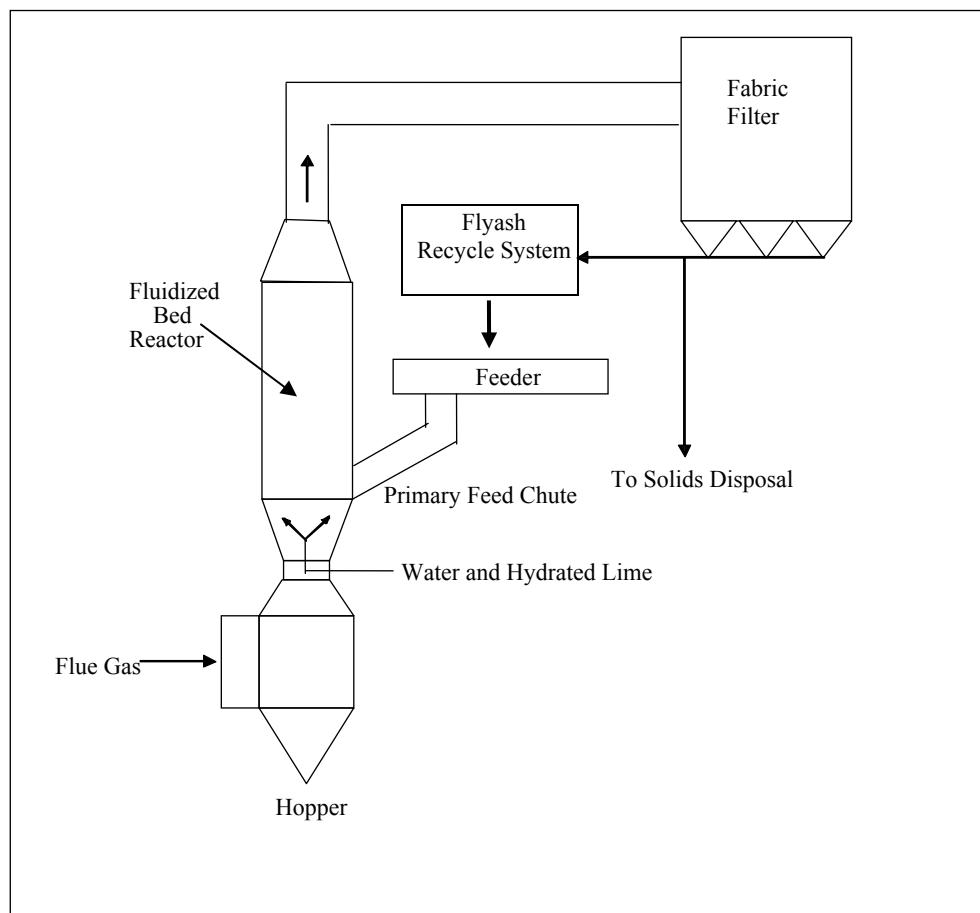 Fabric
Filter
Flyash
Recycle System
Fluidized
Bed
Reactor
Feeder
To Solids Disposal
Primary Feed Chute
Water and Hydrated Lime
Flue Gas
Hopper